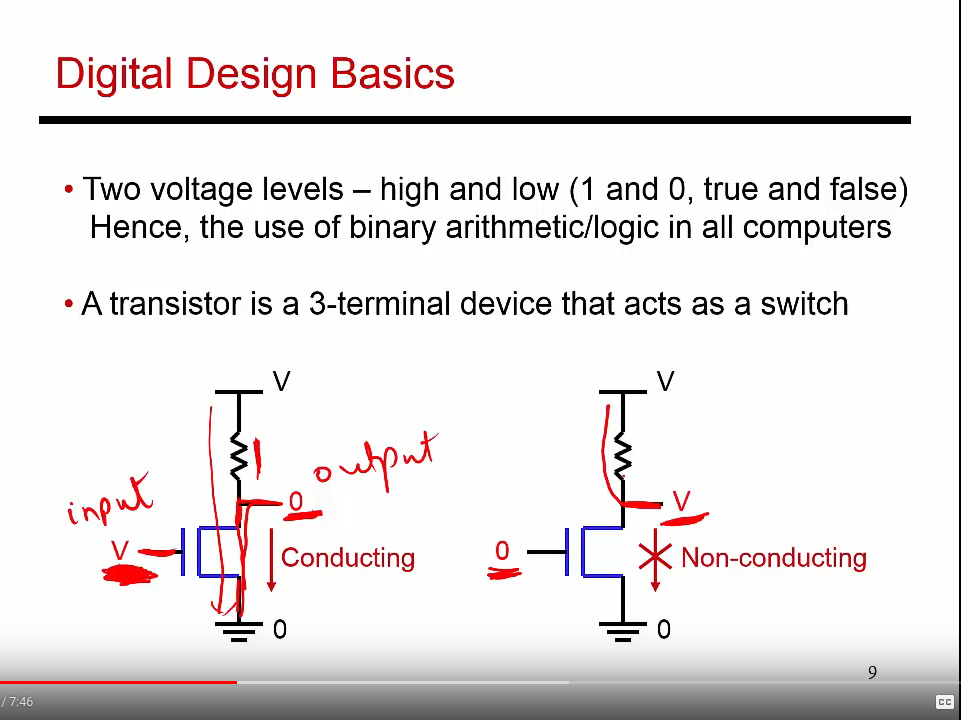 Digital Design Basics
• Two voltage levels – high and low (1 and 0, true and false)
Hence, the use of binary arithmetic/logic in all computers
• A transistor is a 3-terminal device that acts as a switch
V
output
0
input
V
Conducting
0
V
V
0
Non-conducting
0
9
/ 7:46
CC